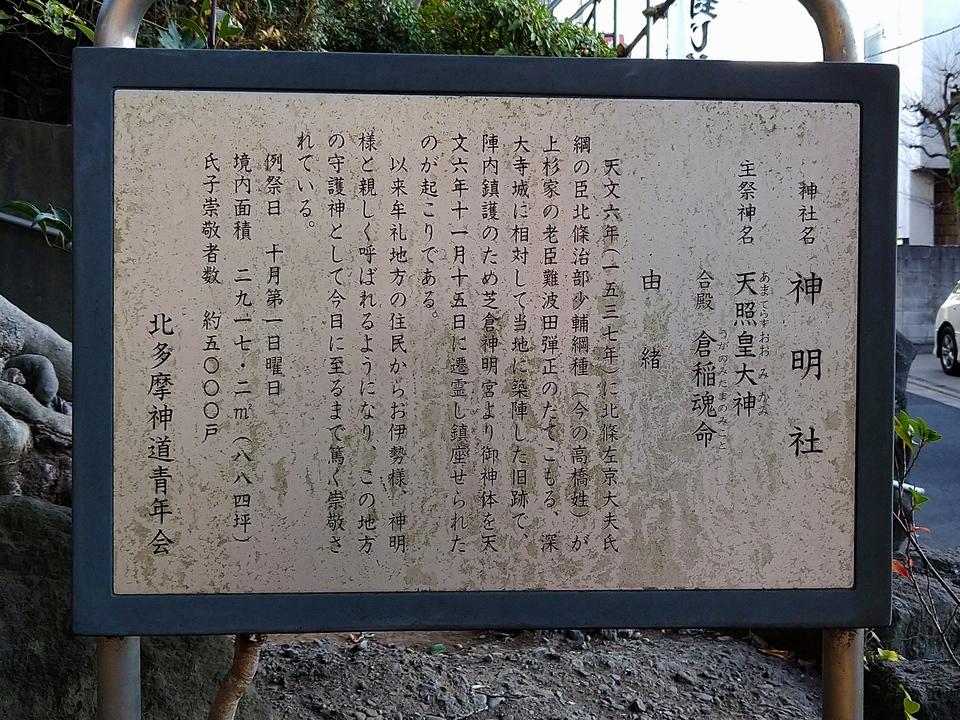 神社名　神明社
主祭神名　天照皇大神
あまてらすおおみかみ
合殿　倉稲魂命
うかのみたまのみこと
由緒
天文六年（一五三七年）に北條左京大夫氏
綱の臣北條治部少輔綱種（今の高橋姓）が
上杉家の老臣難波田弾正のたてこもる、深
大寺城に相対して当地に築陣した旧跡で、
陣内鎮護のため芝倉神明宮より御神体を天
文六年十一月十五日に遷霊し鎮座せられた
のが起こりである。
以来牟礼地方の住民からお伊勢様、神明
様と親しく呼ばれるようになり、この地方
の守護神として今日に至るまで篤く崇敬さ
れている。
例祭日　十月第一日曜日
境内面積　二九一七・二㎡（八八四坪）
氏子崇敬者数　約五〇〇〇戸
北多摩神道青年会